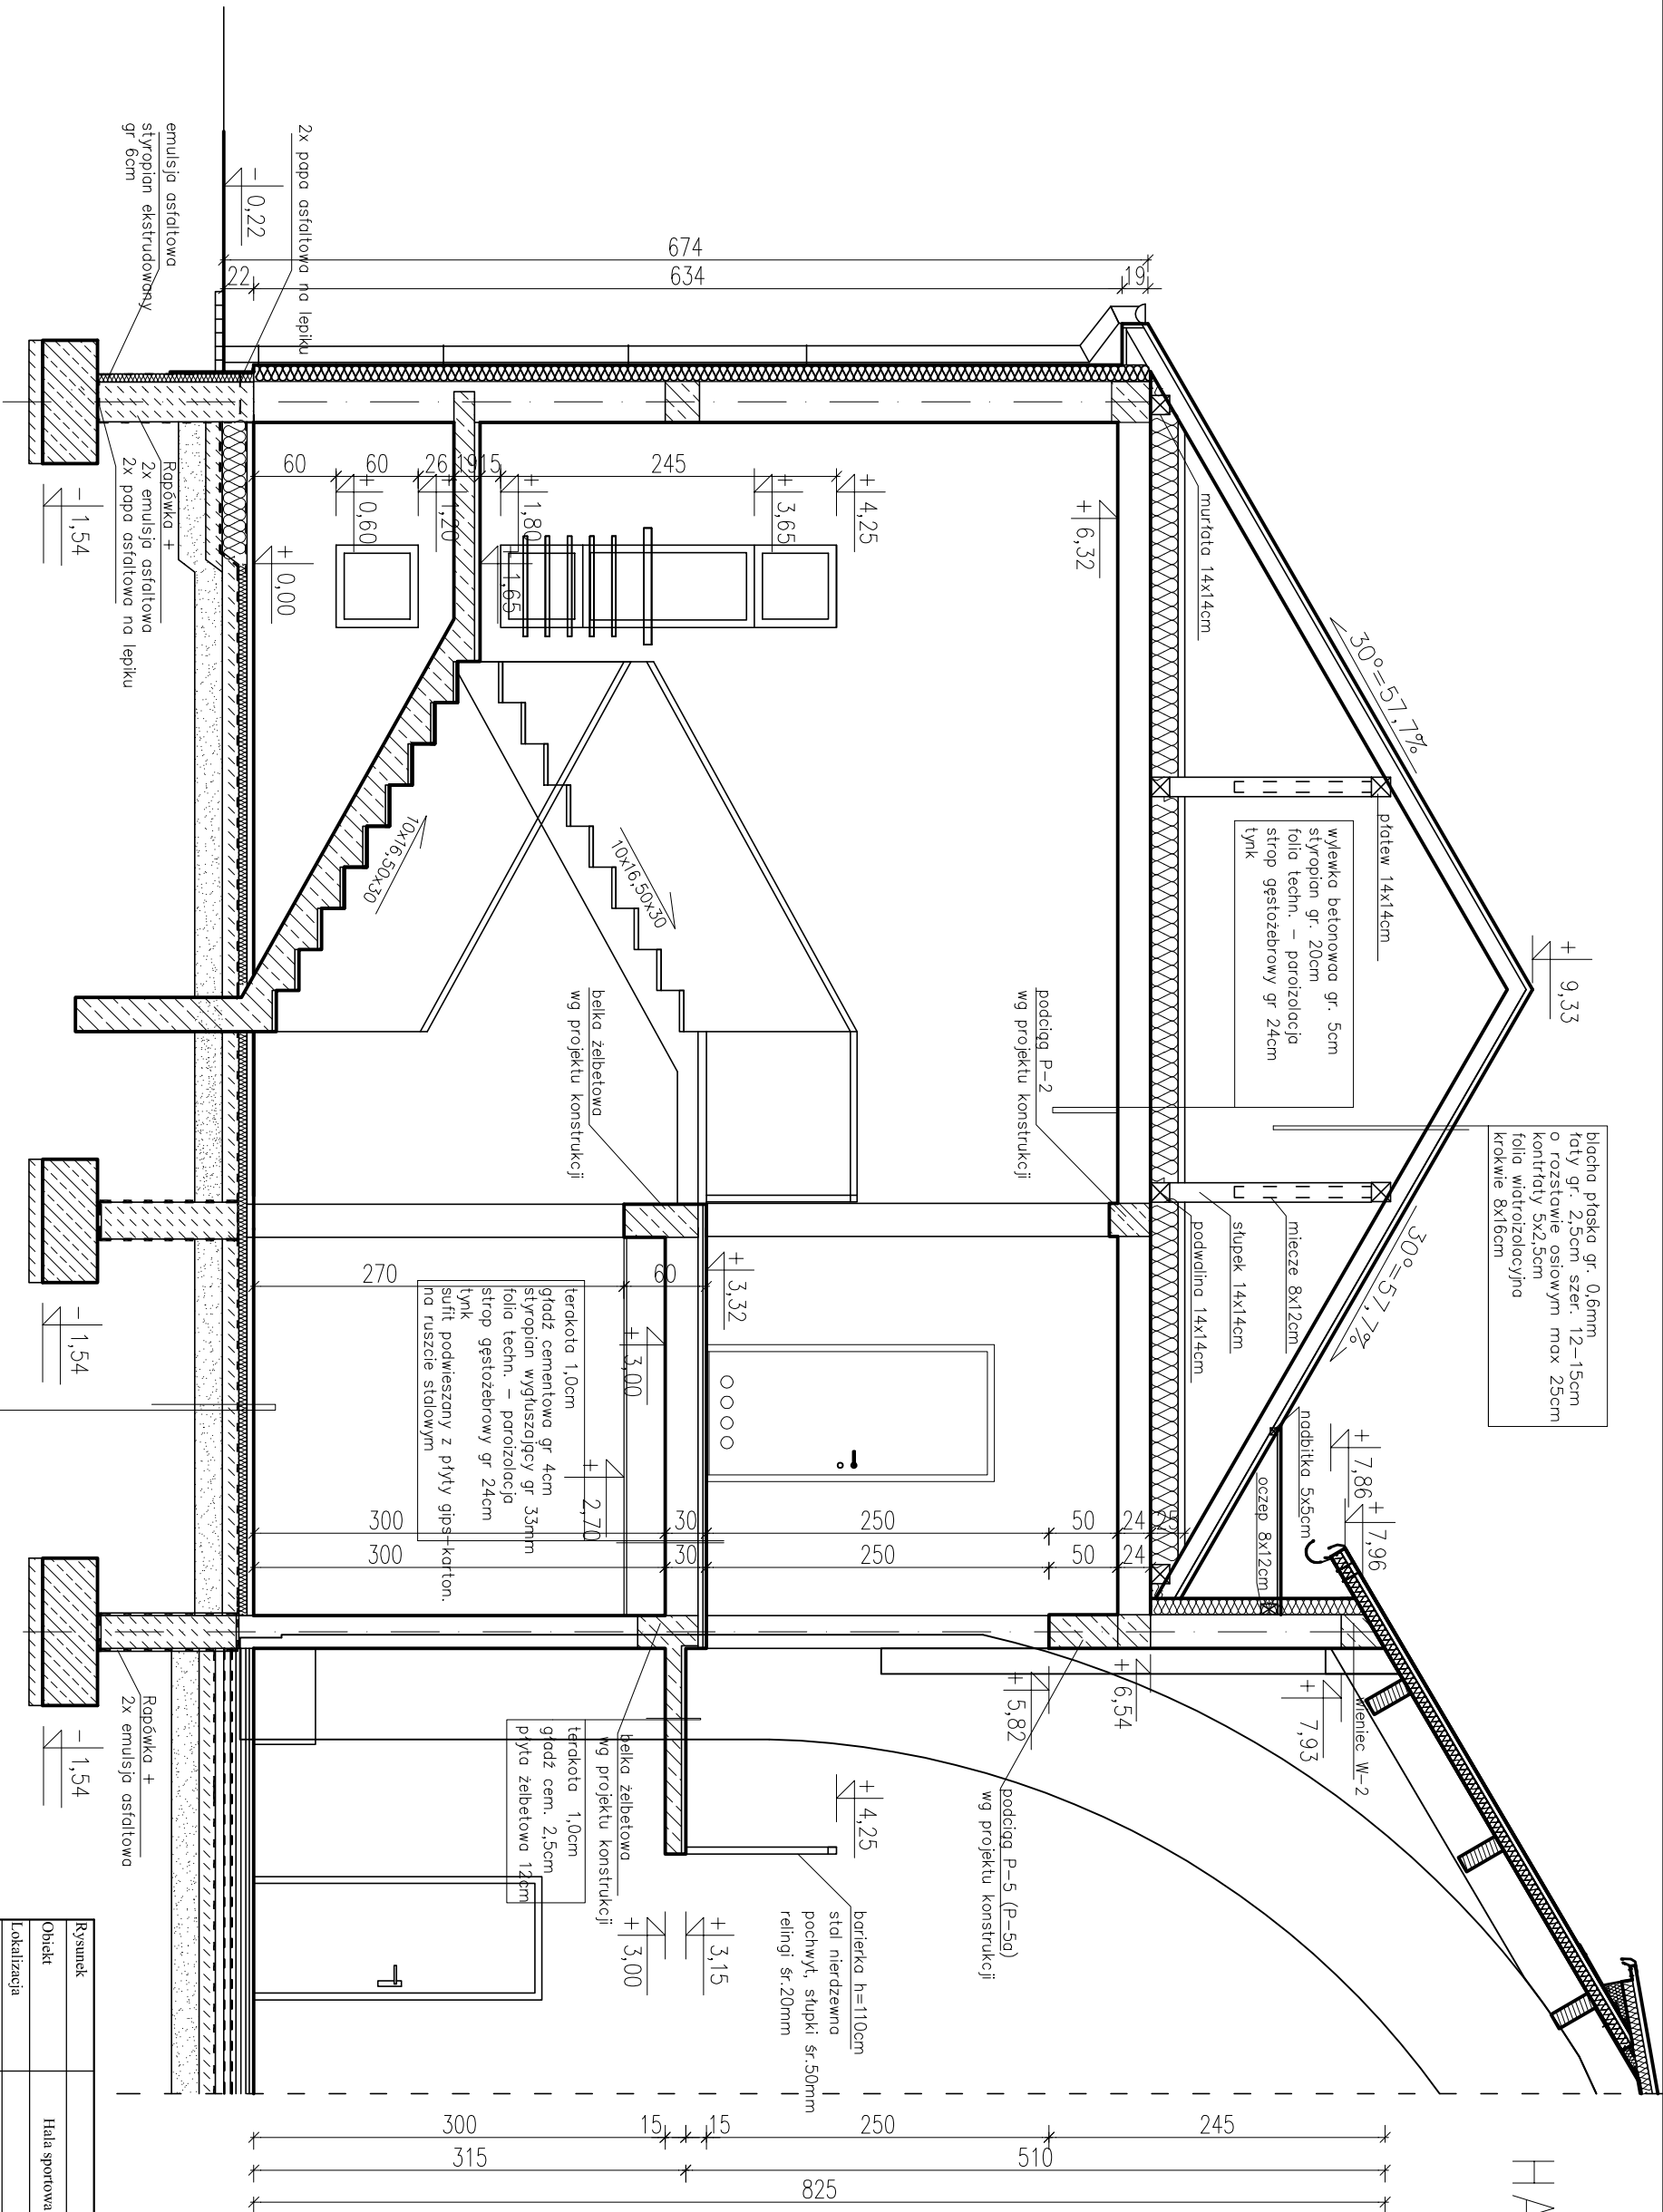 HA
blacha płaska gr. 0,6mm
łaty gr. 2,5cm szer. 12-15cm
o rozstawie osiowym max 25cm
kontrłaty 5x2,5cm
folia wiatroizolacyjna
krokwie 8x16cm
+ 9,33
30°=57,7%
30°=57,7%
płatew 14x14cm
wylewka betonowaa gr. 5cm
styropian gr. 20cm
folia techn. - paroizolacja
strop gęstożebrowy gr 24cm
tynk
murłata 14x14cm
miecze 8x12cm
słupek 14x14cm
podwalina 14x14cm
nadbitka 5x5cm
oczep 8x12cm
+ 7,86
+ 7,96
wieniec W-2
+ 7,93
+ 6,54
+ 5,82
podciąg P-5 (P-5a)
wg projektu konstrukcji
podciąg P-2
wg projektu konstrukcji
+ 6,32
+ 4,25
+ 3,65
+ 1,80
+ 1,65
+ 1,20
+ 0,60
+ 0,00
674
634
22
19
60
60
26
19
15
245
10x16,50x30
10x16,50x30
belka żelbetowa
wg projektu konstrukcji
+ 3,32
+ 3,00
+ 2,70
270
60
terakota 1,0cm
gładź cementowa gr 4cm
styropian wygłuszający gr 33mm
folia techn. - paroizolacja
strop gęstożebrowy gr 24cm
tynk
sufit podwieszany z płyty gips-karton.
na ruszcie stalowym
300
30
250
50
24
25
300
30
250
50
24
+ 4,25
barierka h=110cm
stal nierdzewna
pochwyt, słupki śr.50mm
relingi śr.20mm
belka żelbetowa
wg projektu konstrukcji
terakota 1,0cm
gładź cem. 2,5cm
płyta żelbetowa 12cm
+ 3,15
+ 3,00
2x papa asfaltowa na lepiku
- 0,22
emulsja asfaltowa
styropian ekstrudowany
gr 6cm
Rapówka +
2x emulsja asfaltowa
2x papa asfaltowa na lepiku
- 1,54
- 1,54
- 1,54
Rapówka +
2x emulsja asfaltowa
300
15
15
250
245
315
510
825
Rysunek
Obiekt
Hala sportowa
Lokalizacja